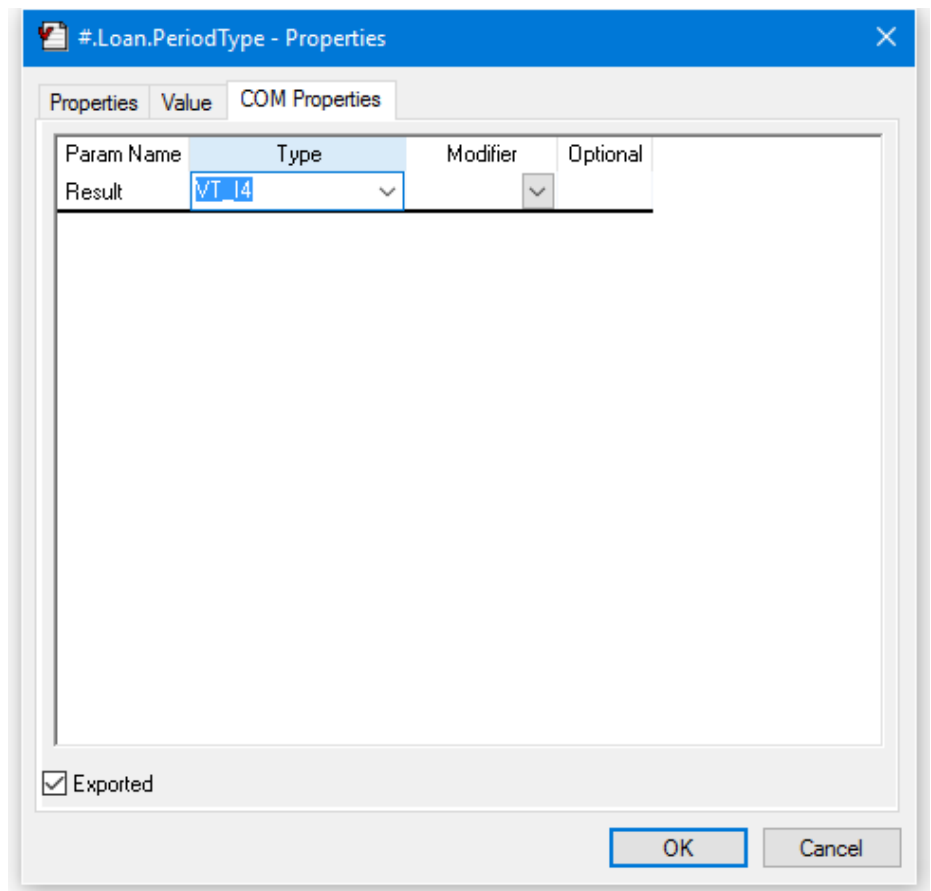 #.Loan.PeriodType - Properties
Properties Value COM Properties
Param Name Type Modifier Optional
Result VT_I4
Exported
OK Cancel